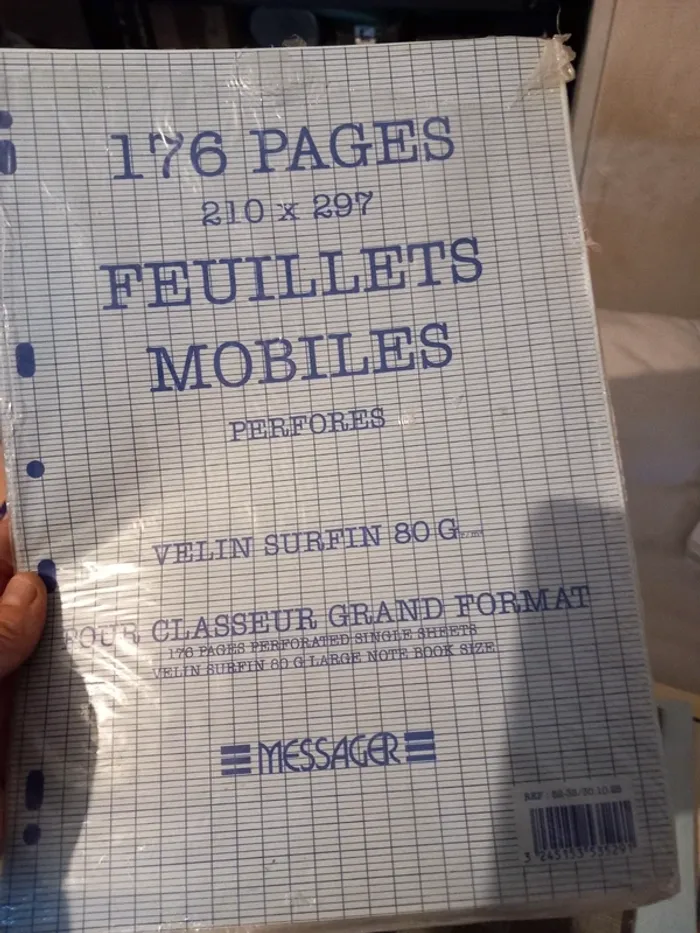 176 PAGES
210 x 297
FEUILLETS
MOBILES
PERFORES
VELIN SURFIN 80 G
POUR CLASSEUR GRAND FORMAT
176 PAGES PERFORATED SINGLE SHEETS
VELIN SURFIN 80 G LARGE NOTE BOOK SIZE
MESSAGER
REF :